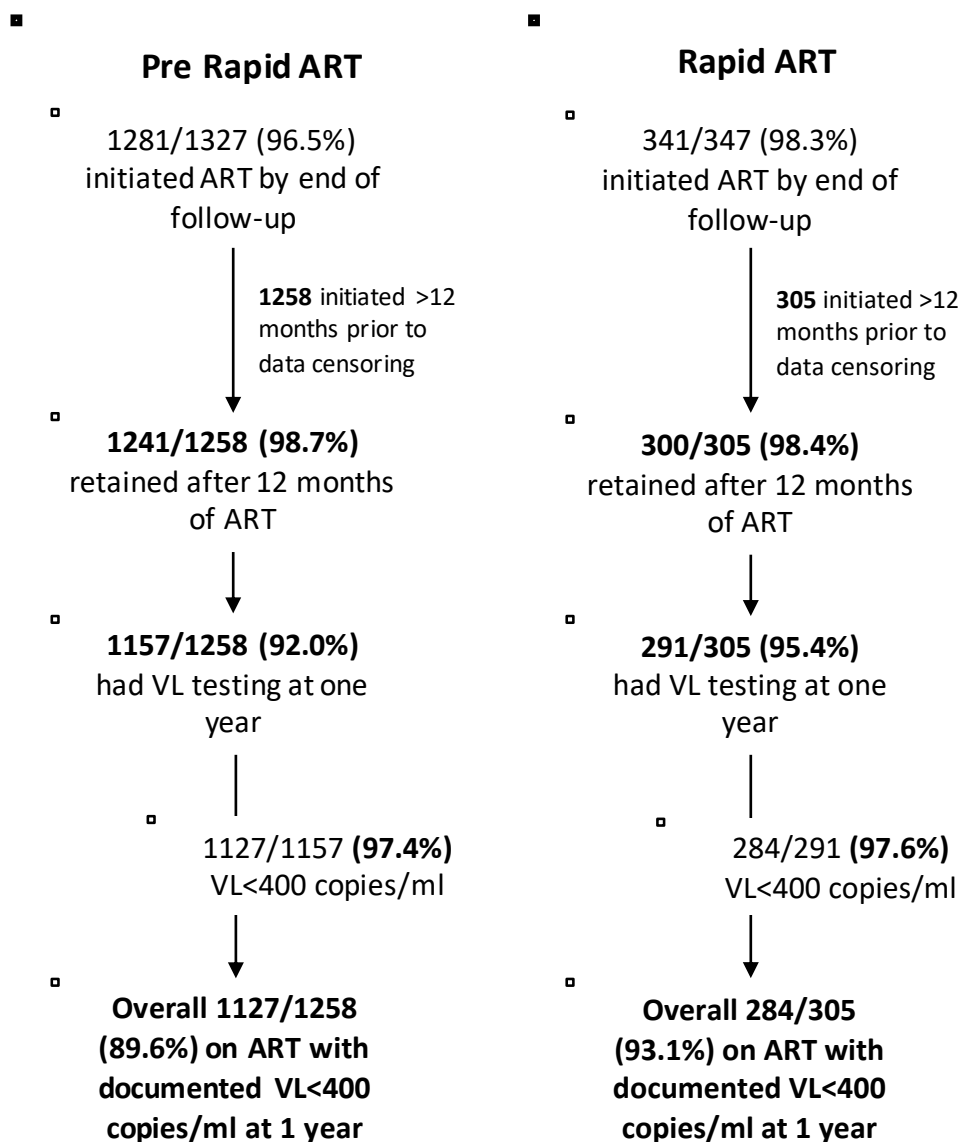 Pre Rapid ART
1281/1327 (96.5%)
initiated ART by end of
follow-up
1258 initiated >12
months prior to
data censoring
1241/1258 (98.7%)
retained after 12 months
of ART
1157/1258 (92.0%)
had VL testing at one
year
1127/1157 (97.4%)
VL<400 copies/ml
Overall 1127/1258
(89.6%) on ART with
documented VL<400
copies/ml at 1 year
Rapid ART
341/347 (98.3%)
initiated ART by end of
follow-up
305 initiated >12
months prior to
data censoring
300/305 (98.4%)
retained after 12 months
of ART
291/305 (95.4%)
had VL testing at one
year
284/291 (97.6%)
VL<400 copies/ml
Overall 284/305
(93.1%) on ART with
documented VL<400
copies/ml at 1 year